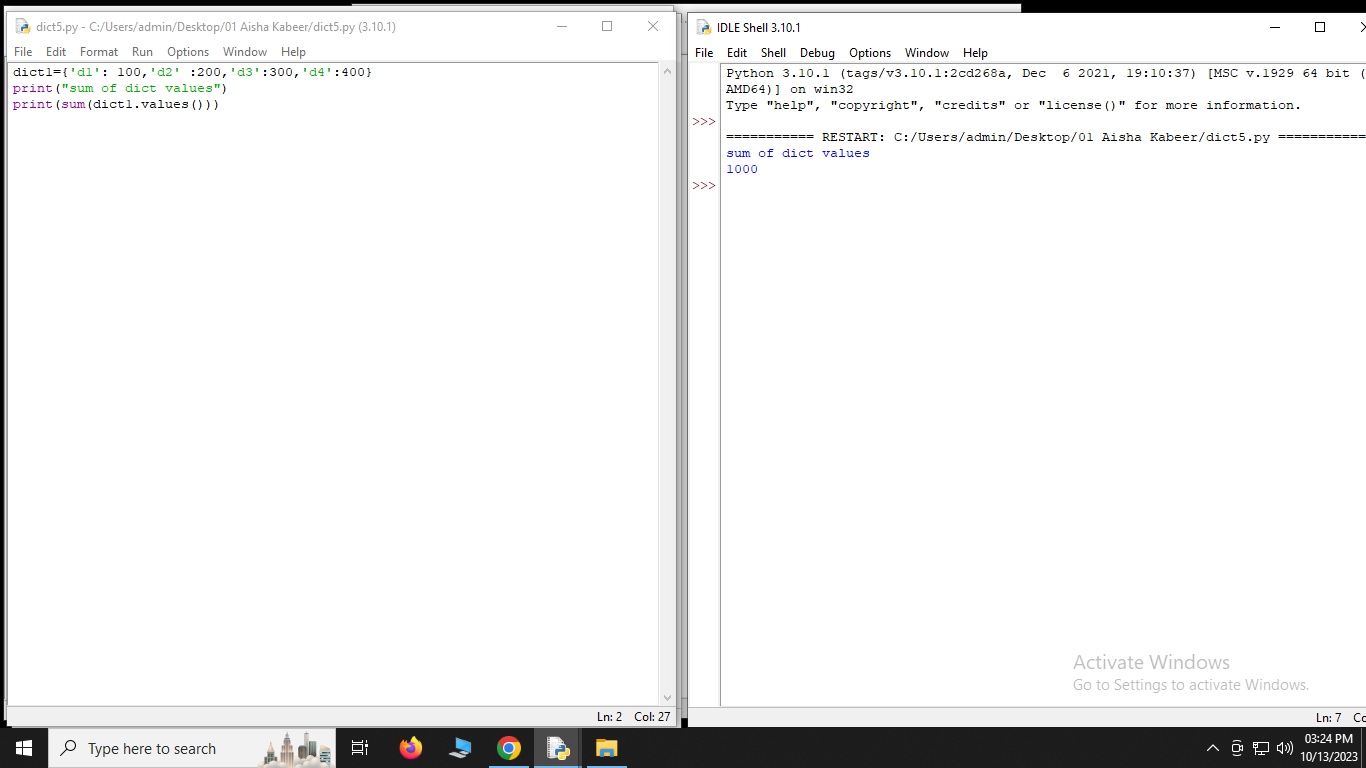 dict5.py - C:/Users/admin/Desktop/01 Aisha Kabeer/dict5.py (3.10.1)
File Edit Format Run Options Window Help
dict1={'d1': 100,'d2' :200,'d3':300,'d4':400}
print("sum of dict values")
print(sum(dict1.values()))
Ln: 2 Col: 27
IDLE Shell 3.10.1
File Edit Shell Debug Options Window Help
Python 3.10.1 (tags/v3.10.1:2cd268a, Dec  6 2021, 19:10:37) [MSC v.1929 64 bit (
AMD64)] on win32
Type "help", "copyright", "credits" or "license()" for more information.
>>>
=========== RESTART: C:/Users/admin/Desktop/01 Aisha Kabeer/dict5.py ===========
sum of dict values
1000
>>>
Activate Windows
Go to Settings to activate Windows.
Ln: 7 Co
Type here to search
03:24 PM
10/13/2023